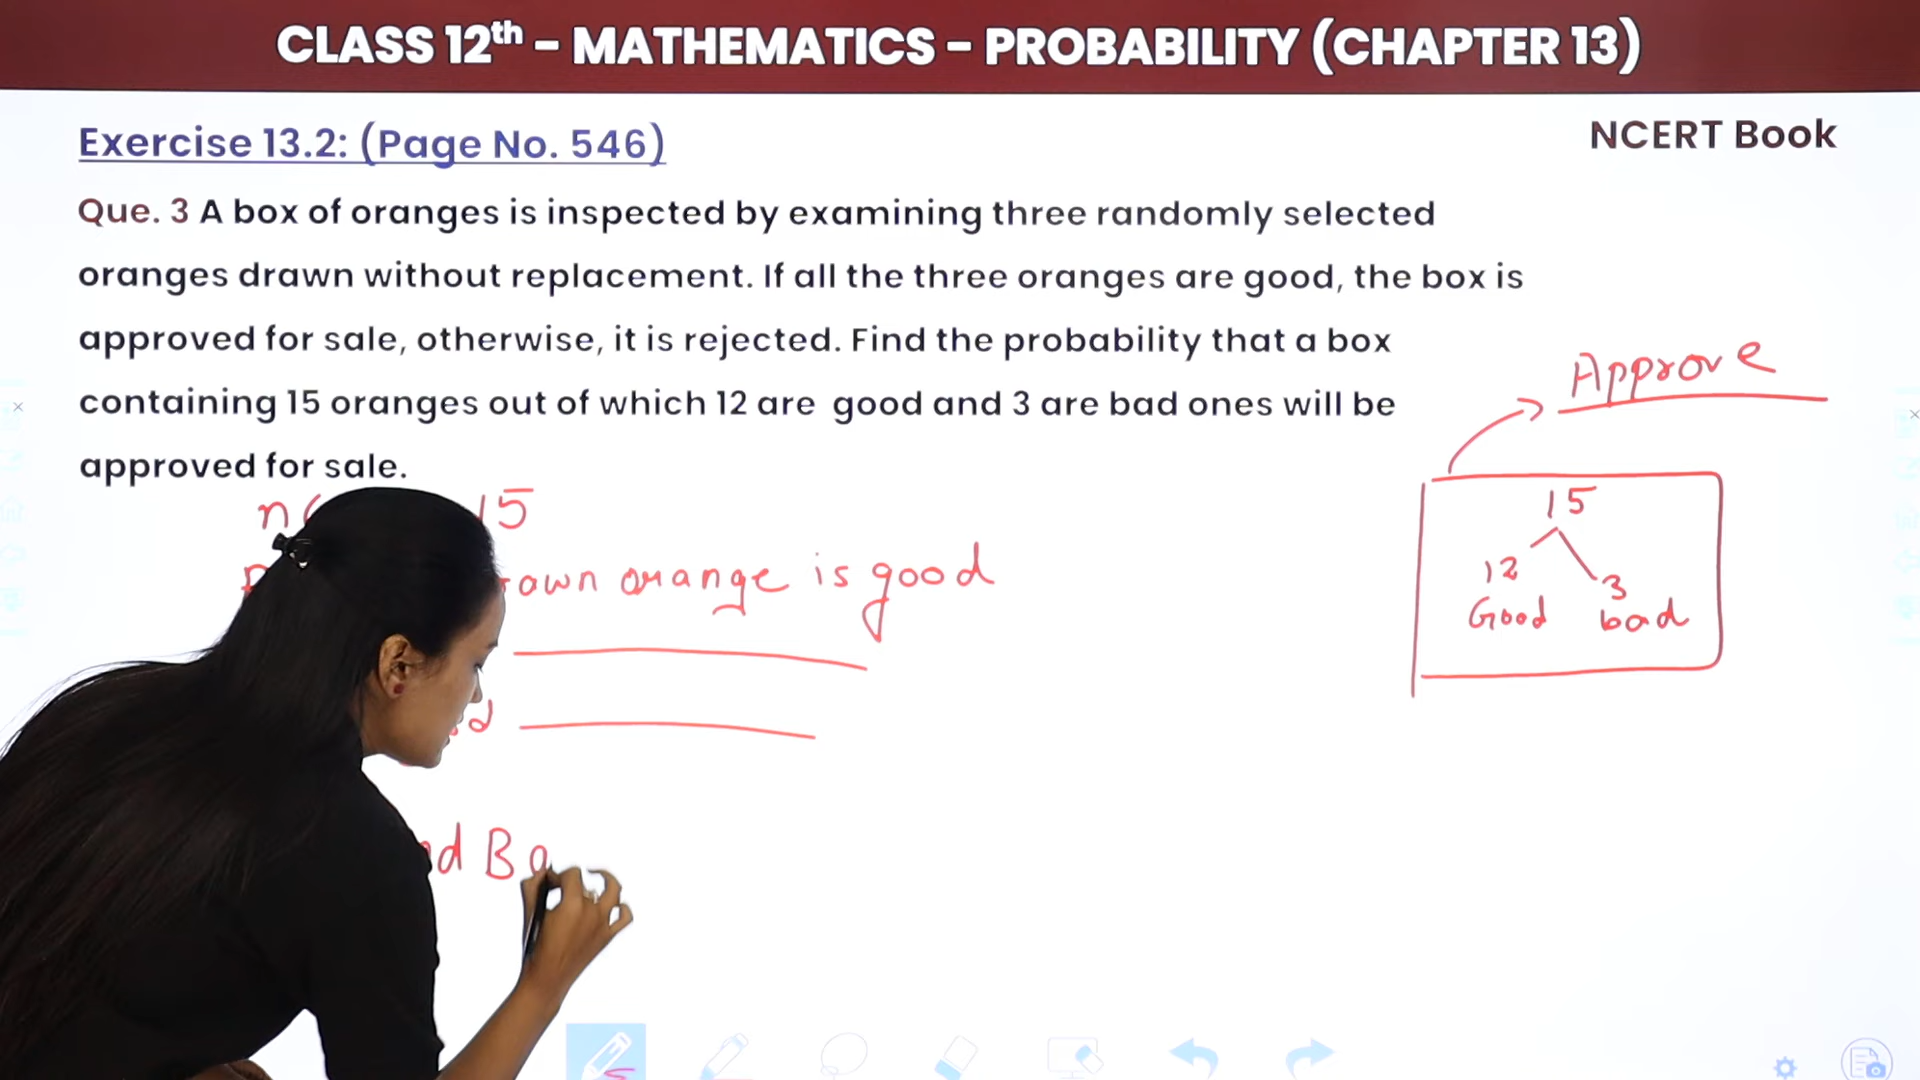 CLASS 12th - MATHEMATICS - PROBABILITY (CHAPTER 13)
Exercise 13.2: (Page No. 546)
NCERT Book
Que. 3 A box of oranges is inspected by examining three randomly selected
oranges drawn without replacement. If all the three oranges are good, the box is
approved for sale, otherwise, it is rejected. Find the probability that a box
containing 15 oranges out of which 12 are good and 3 are bad ones will be
approved for sale.
Approve
n( 15
orange is good
15
12 3
Good bad